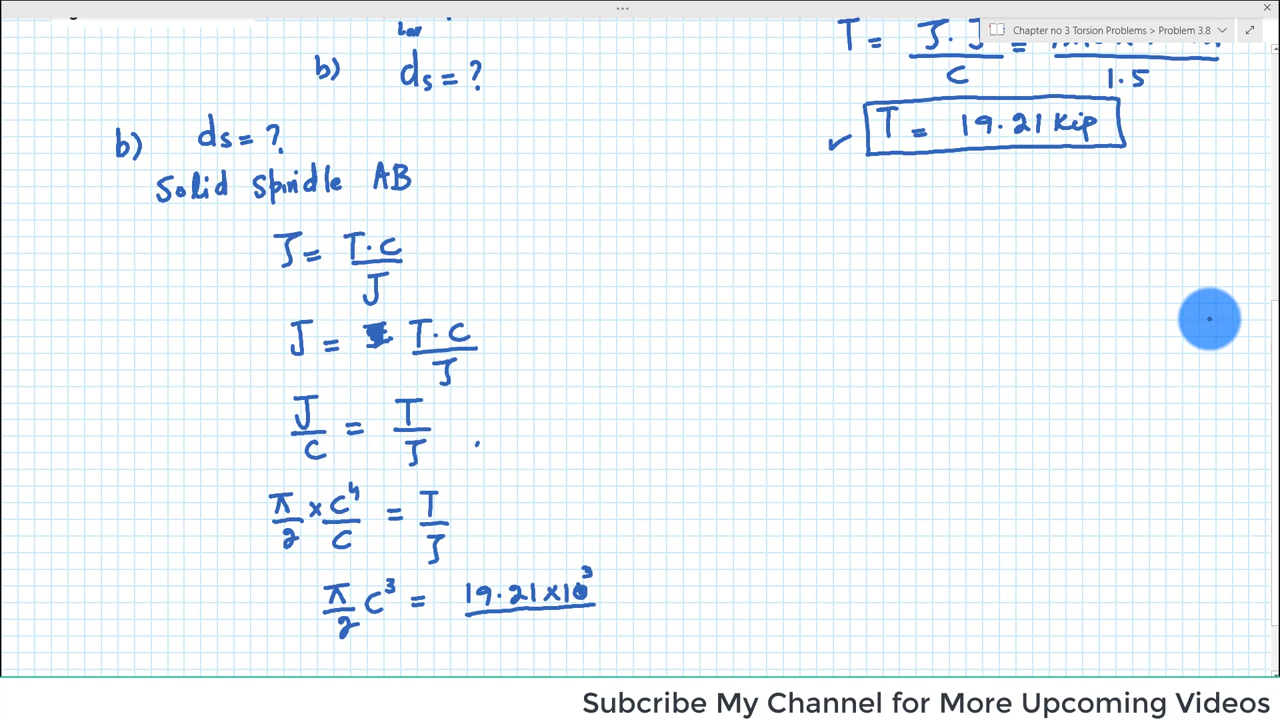 Chapter no 3 Torsion Problems > Problem 3.8
b) ds = ?
T = τ·J / C =
1.5
T = 19.21 Kip
b) ds = ?
Solid Spindle AB
τ = T·C / J
J = T·C / τ
J / C = T / τ
π/2 × C⁴/C = T / τ
π/2 C³ = 19.21×10³
Subcribe My Channel for More Upcoming Videos